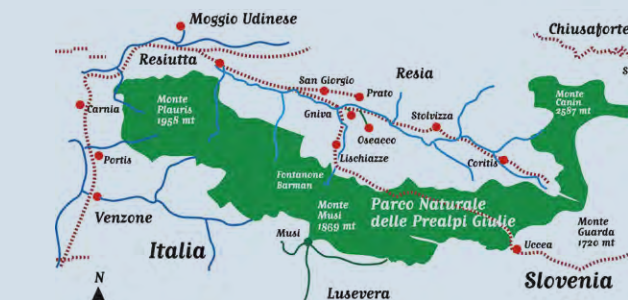 Moggio Udinese
Chiusaforte
Resiutta
San Giorgio
Prato
Resia
Monte
Canin
2587 mt
Carnia
Monte
Plauris
1958 mt
Gniva
Stolvizza
Oseacco
Portis
Lischiazze
Coritis
Fontanone
Barman
Venzone
Monte
Musi
1869 mt
Parco Naturale
delle Prealpi Giulie
Monte
Guarda
1720 mt
Italia
Musi
Uccea
N
Lusevera
Slovenia